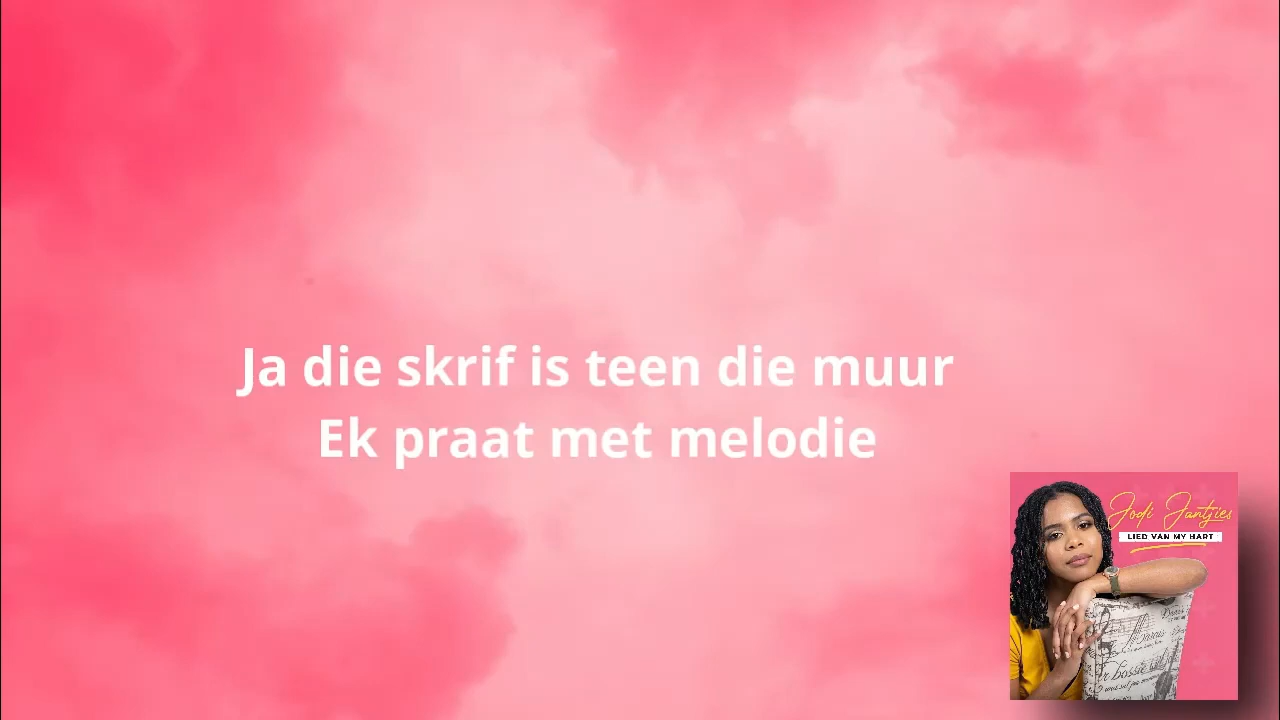 Ja die skrif is teen die muur
Ek praat met melodie
Jodi Jantjies
LIED VAN MY HART